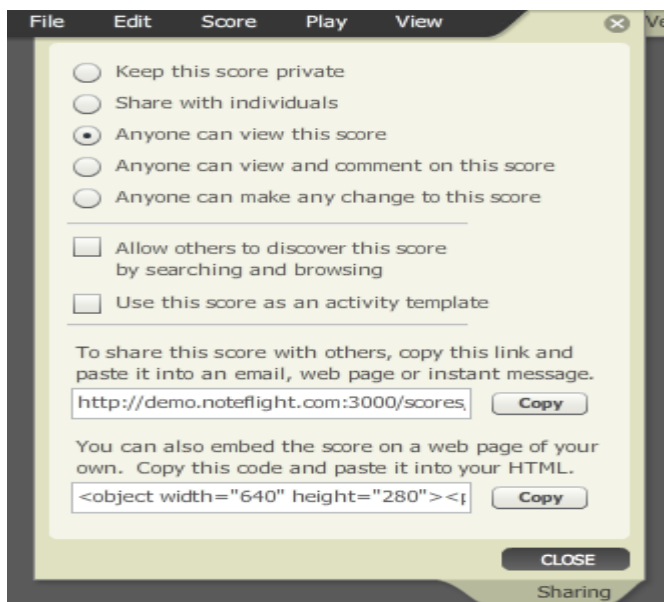 File Edit Score Play View
Ve
Keep this score private
Share with individuals
Anyone can view this score
Anyone can view and comment on this score
Anyone can make any change to this score
Allow others to discover this score
by searching and browsing
Use this score as an activity template
To share this score with others, copy this link and
paste it into an email, web page or instant message.
http://demo.noteflight.com:3000/scores, Copy
You can also embed the score on a web page of your
own. Copy this code and paste it into your HTML.
<object width="640" height="280"><p Copy
CLOSE
Sharing